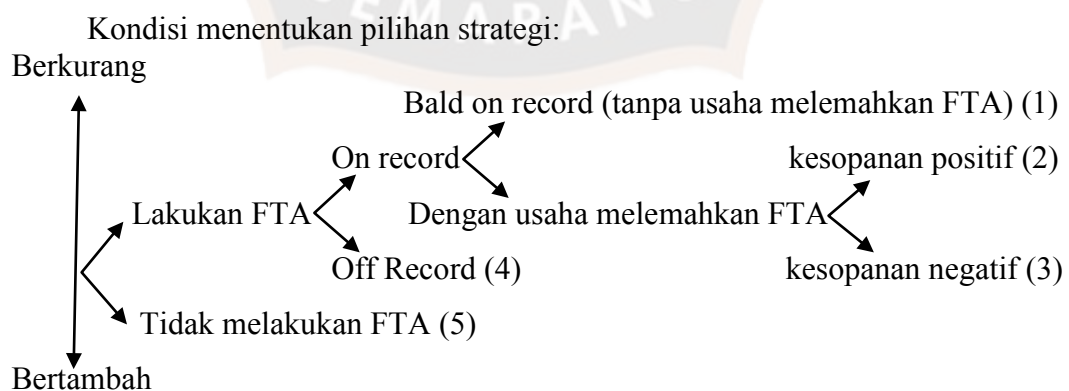 Kondisi menentukan pilihan strategi:
Berkurang
Bald on record (tanpa usaha melemahkan FTA) (1)
On record
kesopanan positif (2)
Lakukan FTA
Dengan usaha melemahkan FTA
Off Record (4)
kesopanan negatif (3)
Tidak melakukan FTA (5)
Bertambah